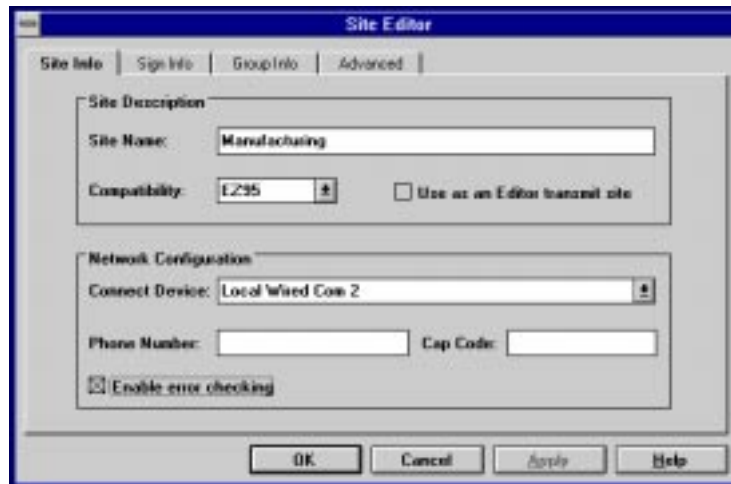 Site Editor
Site Info Sign Info Group Info Advanced
Site Description
Site Name: Manufacturing
Compatibility: EZ95 Use as an Editor transmit site
Network Configuration
Connect Device: Local Wired Com 2
Phone Number: Cap Code:
Enable error checking
OK Cancel Apply Help